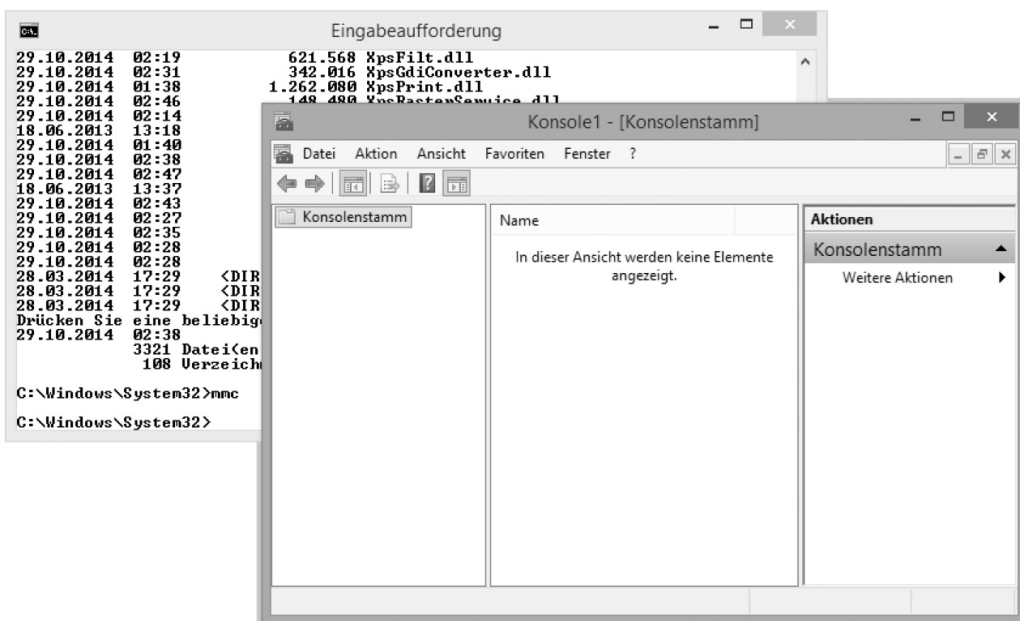 Eingabeaufforderung
29.10.2014 02:19 621.568 XpsFilt.dll
29.10.2014 02:31 342.016 XpsGdiConverter.dll
29.10.2014 01:38 1.262.080 XpsPrint.dll
29.10.2014 02:46 148.480 XpsRasterService.dll
29.10.2014 02:14
18.06.2013 13:18
29.10.2014 01:40
29.10.2014 02:38
29.10.2014 02:47
18.06.2013 13:37
29.10.2014 02:43
29.10.2014 02:27
29.10.2014 02:35
29.10.2014 02:28
29.10.2014 02:28
28.03.2014 17:29 <DIR
28.03.2014 17:29 <DIR
28.03.2014 17:29 <DIR
Drücken Sie eine beliebig
29.10.2014 02:38
3321 Datei(en
108 Verzeich
C:\Windows\System32>mmc
C:\Windows\System32>
Konsole1 - [Konsolenstamm]
Datei Aktion Ansicht Favoriten Fenster ?
Konsolenstamm
Name
In dieser Ansicht werden keine Elemente
angezeigt.
Aktionen
Konsolenstamm
Weitere Aktionen